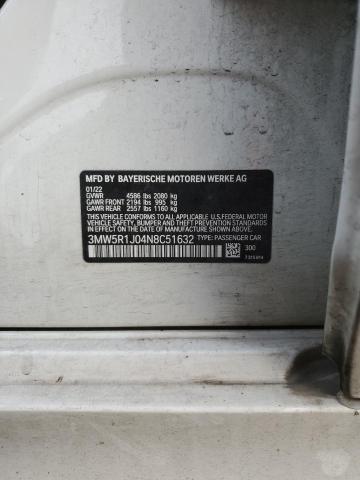 MFD BY BAYERISCHE MOTOREN WERKE AG
01/22
GVWR 4586 lbs 2080 kg
GAWR FRONT 2194 lbs 995 kg
GAWR REAR 2557 lbs 1160 kg
THIS VEHICLE CONFORMS TO ALL APPLICABLE U.S.FEDERAL MOTOR
VEHICLE SAFETY, BUMPER, AND THEFT PREVENTION STANDARDS
IN EFFECT ON THE DATE OF MANUFACTURE SHOWN ABOVE.
3MW5R1J04N8C51632 TYPE: PASSENGER CAR
300